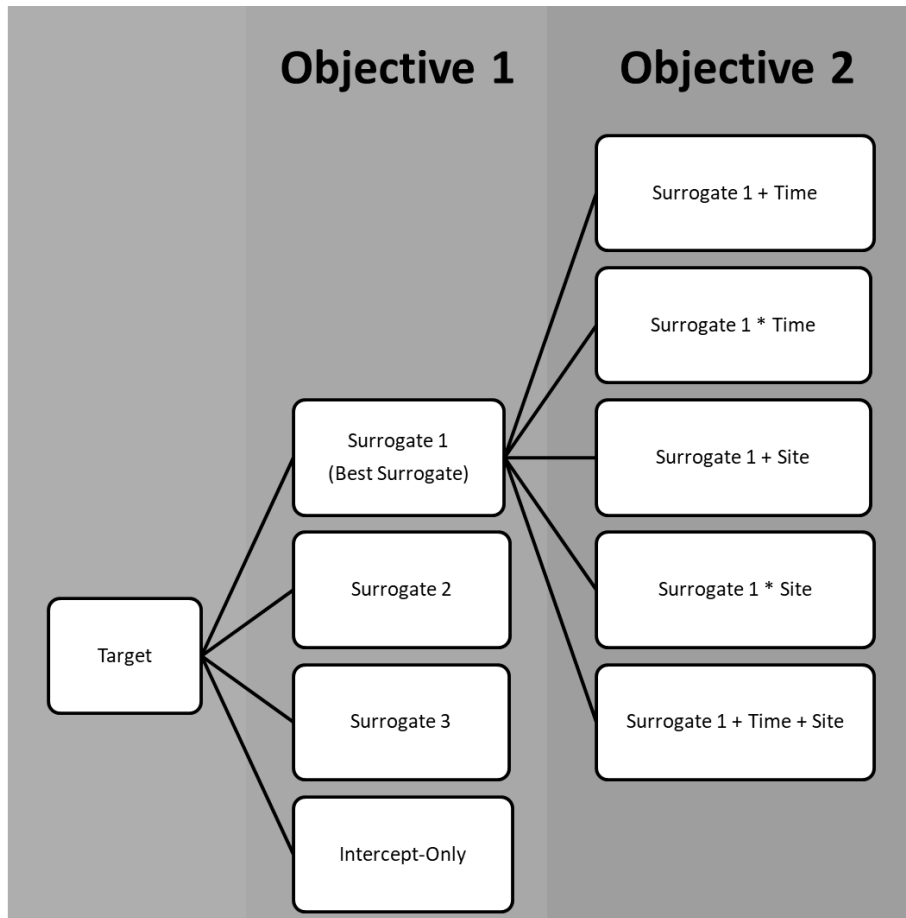 Objective 1
Objective 2
Target
Surrogate 1
(Best Surrogate)
Surrogate 2
Surrogate 3
Intercept-Only
Surrogate 1 + Time
Surrogate 1 * Time
Surrogate 1 + Site
Surrogate 1 * Site
Surrogate 1 + Time + Site